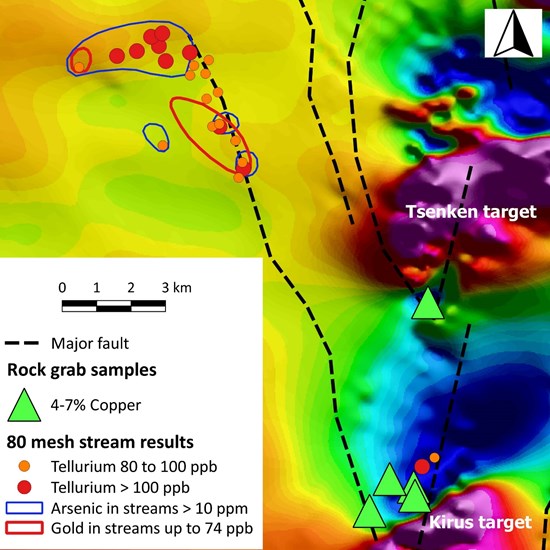 Tsenken target
0 1 2 3 km
Major fault
Rock grab samples
4-7% Copper
80 mesh stream results
Tellurium 80 to 100 ppb
Tellurium > 100 ppb
Arsenic in streams > 10 ppm
Gold in streams up to 74 ppb
Kirus target